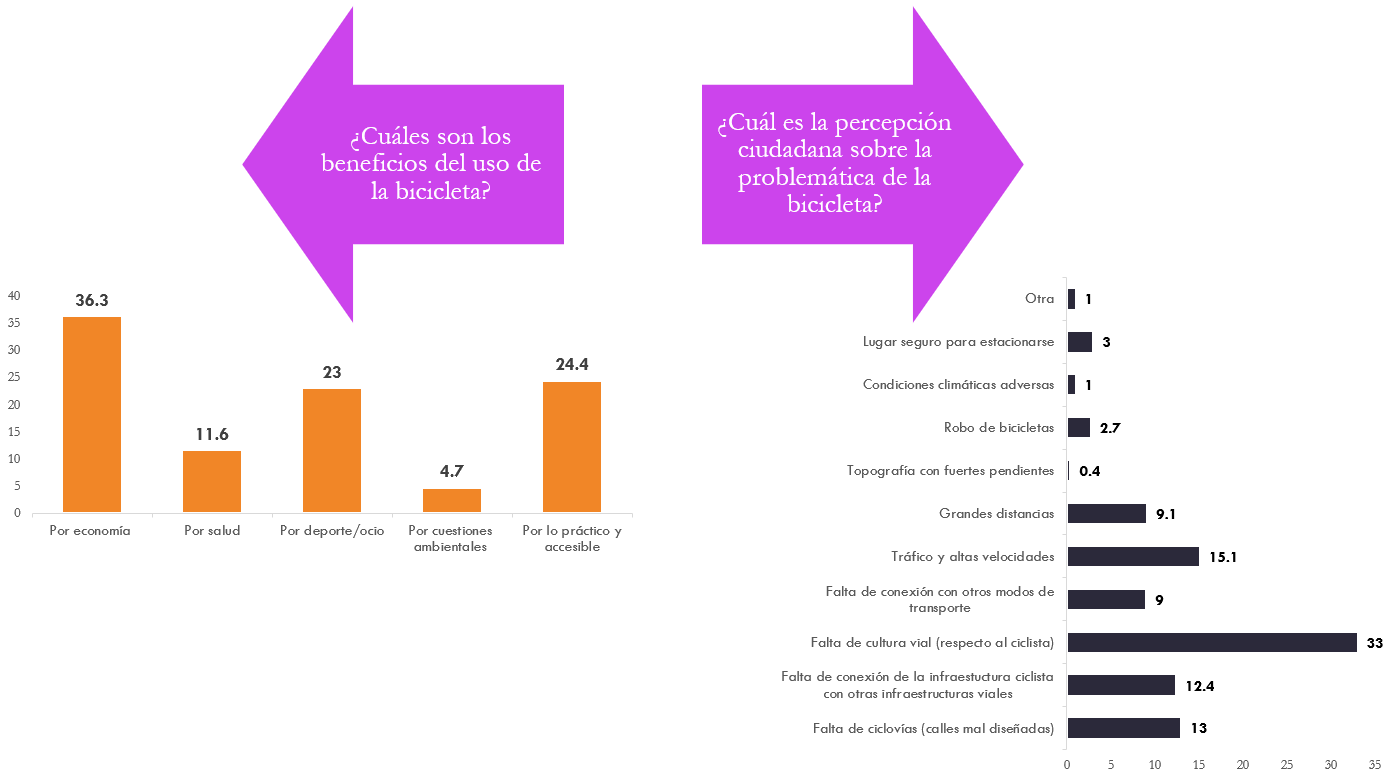 ¿Cuáles son los
beneficios del uso de
la bicicleta?
¿Cuál es la percepción
ciudadana sobre la
problemática de la
bicicleta?
40
35
30
25
20
15
10
5
0
36.3
11.6
23
4.7
24.4
Por economía
Por salud
Por deporte/ocio
Por cuestiones
ambientales
Por lo práctico y
accesible
Otra
1
Lugar seguro para estacionarse
3
Condiciones climáticas adversas
1
Robo de bicicletas
2.7
Topografía con fuertes pendientes
0.4
Grandes distancias
9.1
Tráfico y altas velocidades
15.1
Falta de conexión con otros modos de
transporte
9
Falta de cultura vial (respecto al ciclista)
33
Falta de conexión de la infraestuctura ciclista
con otras infraestructuras viales
12.4
Falta de ciclovías (calles mal diseñadas)
13
0 5 10 15 20 25 30 35